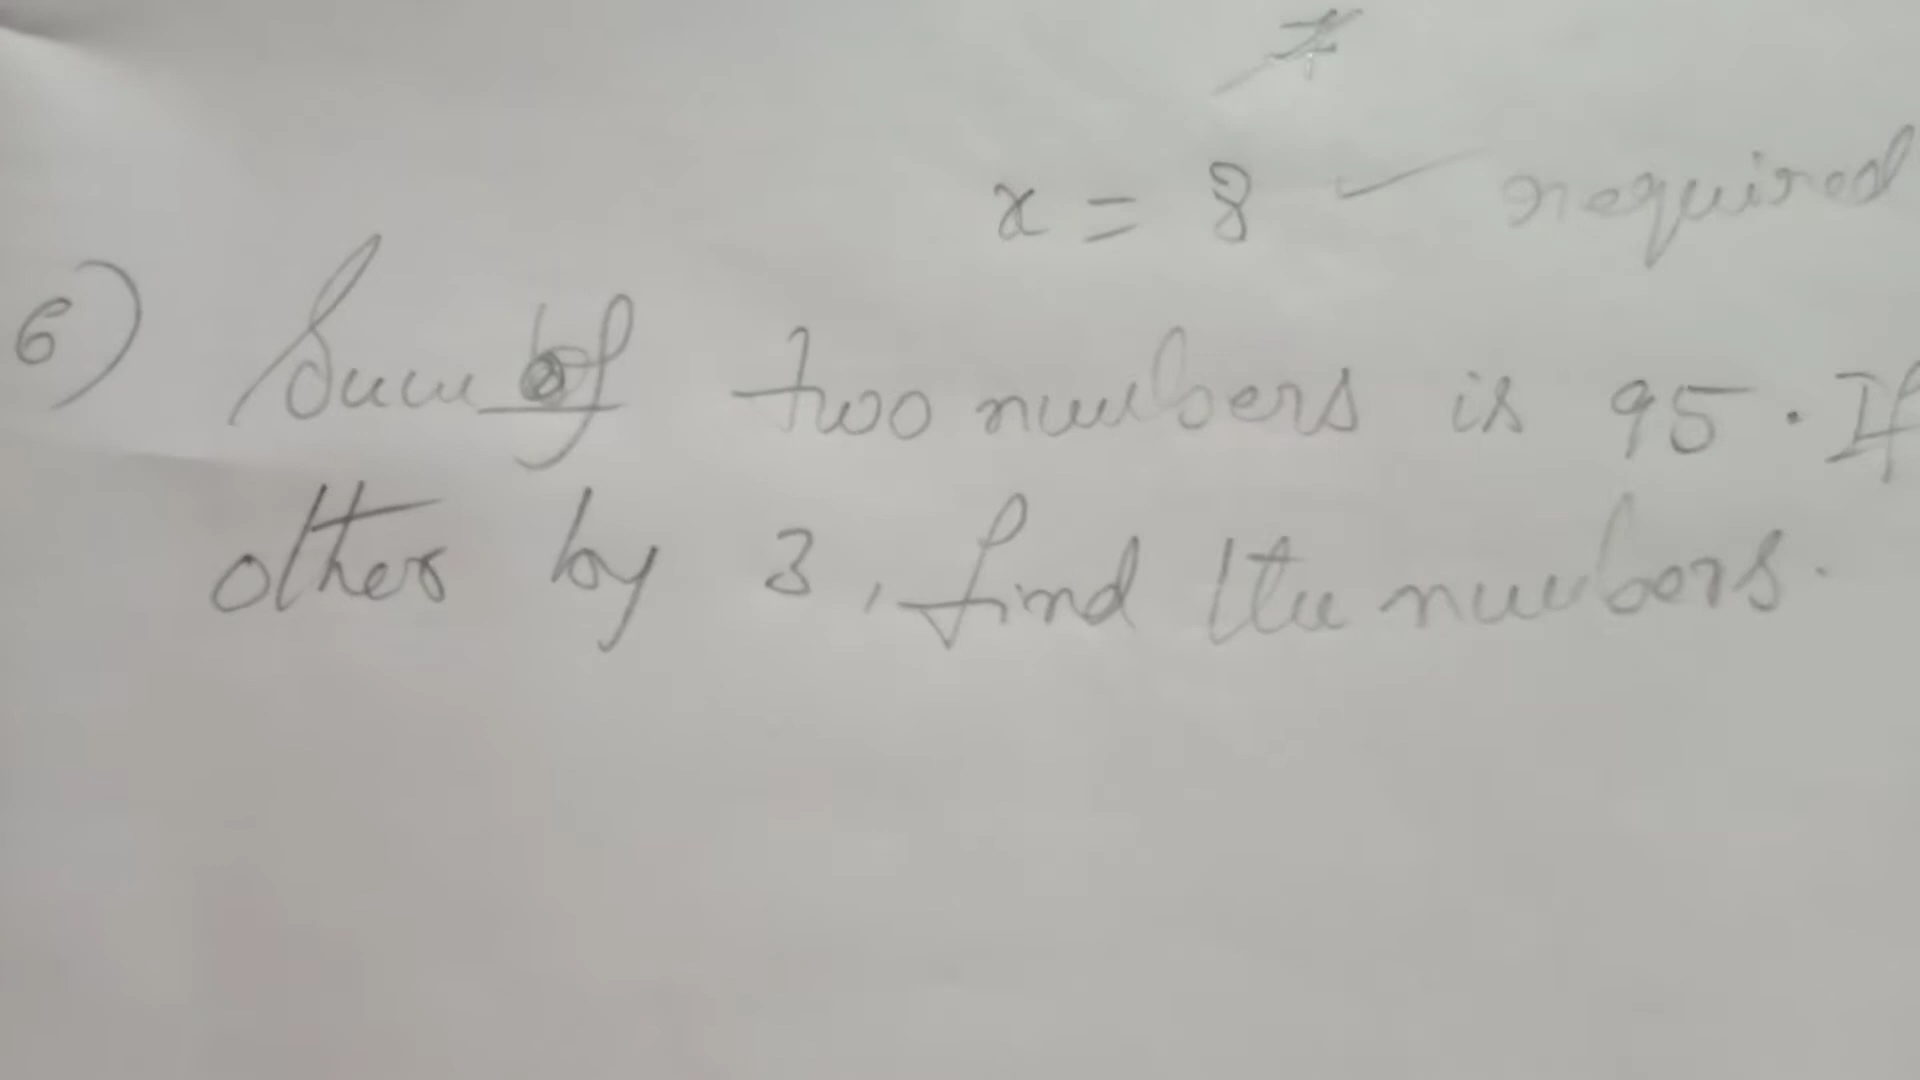 x = 8 required
6) Sum of two numbers is 95. If
other by 3, find the numbers.